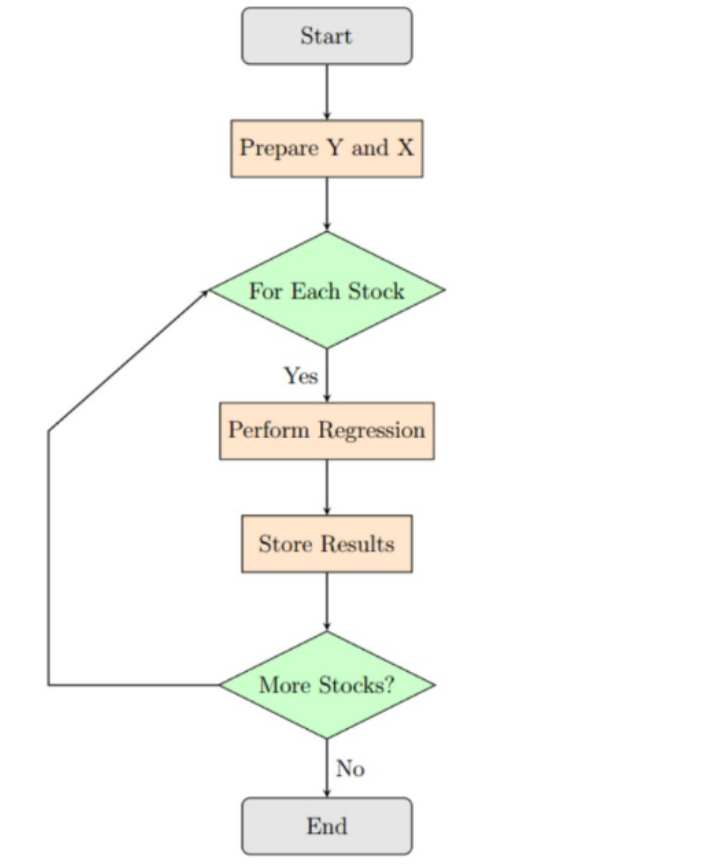 Start
Prepare Y and X
For Each Stock
Yes
Perform Regression
Store Results
More Stocks?
No
End